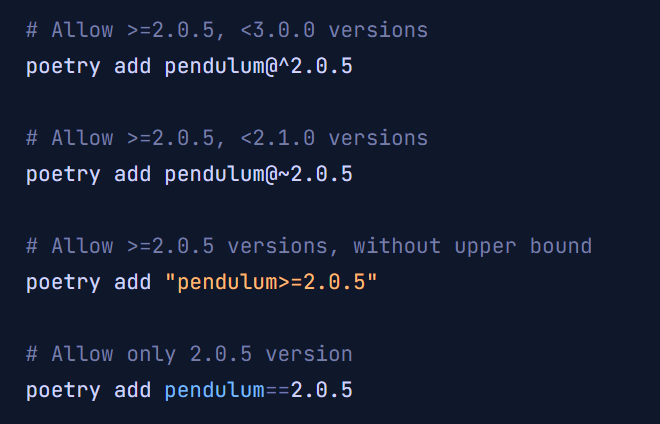 # Allow >=2.0.5, <3.0.0 versions
poetry add pendulum@^2.0.5
# Allow >=2.0.5, <2.1.0 versions
poetry add pendulum@~2.0.5
# Allow >=2.0.5 versions, without upper bound
poetry add "pendulum>=2.0.5"
# Allow only 2.0.5 version
poetry add pendulum==2.0.5